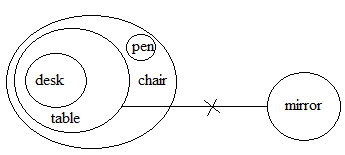 pen
desk
chair
table
mirror